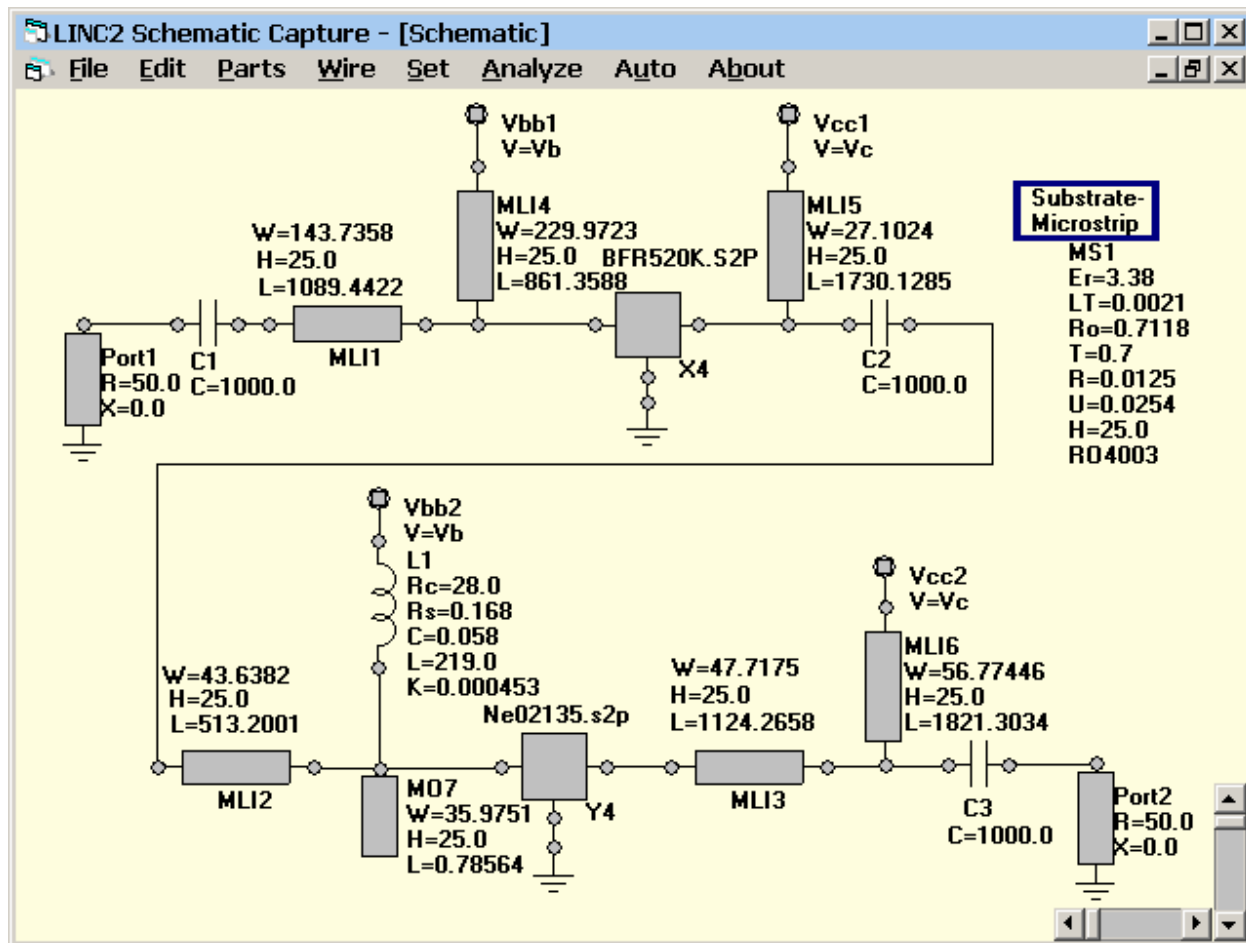 LINC2 Schematic Capture - [Schematic]
File Edit Parts Wire Set Analyze Auto About
Vbb1
V=Vb
Vcc1
V=Vc
MLI4
W=229.9723
H=25.0
L=861.3588
MLI5
W=27.1024
H=25.0
L=1730.1285
Substrate-
Microstrip
MS1
Er=3.38
LT=0.0021
Ro=0.7118
T=0.7
R=0.0125
U=0.0254
H=25.0
RO4003
W=143.7358
H=25.0
L=1089.4422
MLI1
BFR520K.S2P
X4
Port1
R=50.0
X=0.0
C1
C=1000.0
C2
C=1000.0
Vbb2
V=Vb
L1
Rc=28.0
Rs=0.168
C=0.058
L=219.0
K=0.000453
Vcc2
V=Vc
MLI6
W=56.77446
H=25.0
L=1821.3034
W=43.6382
H=25.0
L=513.2001
MLI2
Ne02135.s2p
Y4
W=47.7175
H=25.0
L=1124.2658
MLI3
MO7
W=35.9751
H=25.0
L=0.78564
C3
C=1000.0
Port2
R=50.0
X=0.0